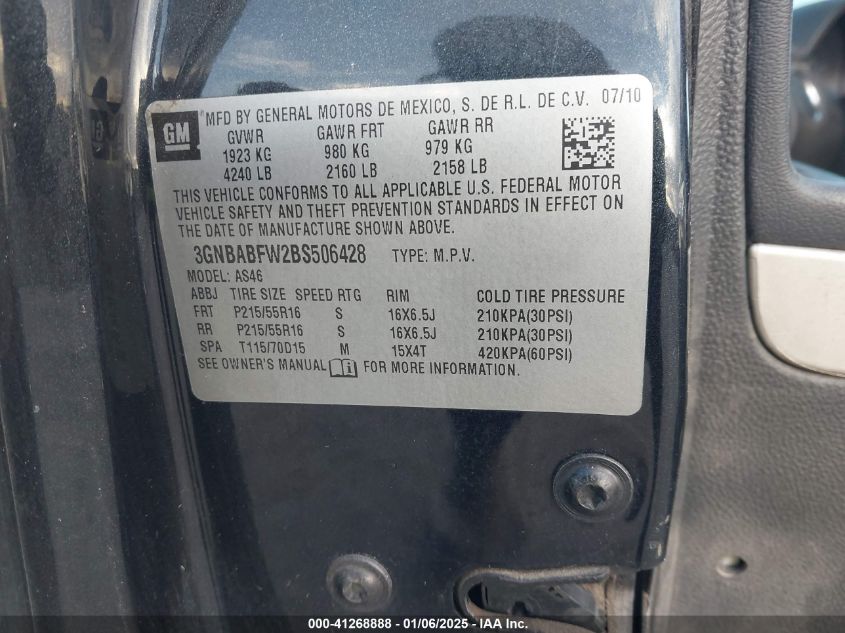 GM
®MFD BY GENERAL MOTORS DE MEXICO, S. DE R.L. DE C.V. 07/10
GVWR GAWR FRT GAWR RR
1923 KG 980 KG 979 KG
4240 LB 2160 LB 2158 LB
THIS VEHICLE CONFORMS TO ALL APPLICABLE U.S. FEDERAL MOTOR
VEHICLE SAFETY AND THEFT PREVENTION STANDARDS IN EFFECT ON
THE DATE OF MANUFACTURE SHOWN ABOVE.
3GNBABFW2BS506428 TYPE: M.P.V.
MODEL: AS46
ABBJ TIRE SIZE SPEED RTG RIM COLD TIRE PRESSURE
FRT P215/55R16 S 16X6.5J 210KPA(30PSI)
RR P215/55R16 S 16X6.5J 210KPA(30PSI)
SPA T115/70D15 M 15X4T 420KPA(60PSI)
SEE OWNER'S MANUAL FOR MORE INFORMATION.
000-41268888 - 01/06/2025 - IAA Inc.